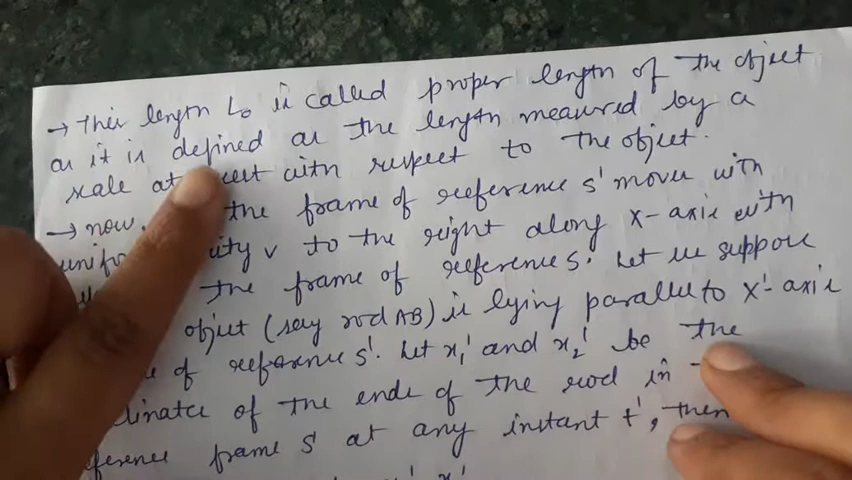 → This length L₀ is called proper length of the object
as it is defined as the length measured by a
scale at rest with respect to the object.
→ now, the frame of reference s' moves with
unifo ity v to the right along x-axis with
the frame of reference s. Let us suppose
object (say rod AB) is lying parallel to x'-axis
of reference s'. Let x₁' and x₂' be the
dinates of the ends of the rod in
ference frame s' at any instant t', then